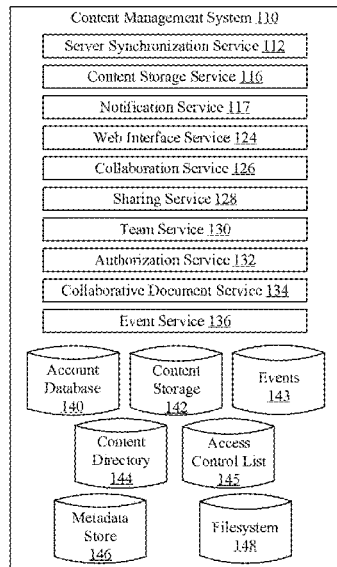 Content Management System 110
Server Synchronization Service 112
Content Storage Service 116
Notification Service 117
Web Interface Service 124
Collaboration Service 126
Sharing Service 128
Team Service 130
Authorization Service 132
Collaborative Document Service 134
Event Service 136
Account
Database
140
Content
Storage
142
Events
143
Content
Directory
144
Access
Control List
145
Metadata
Store
146
Filesystem
148